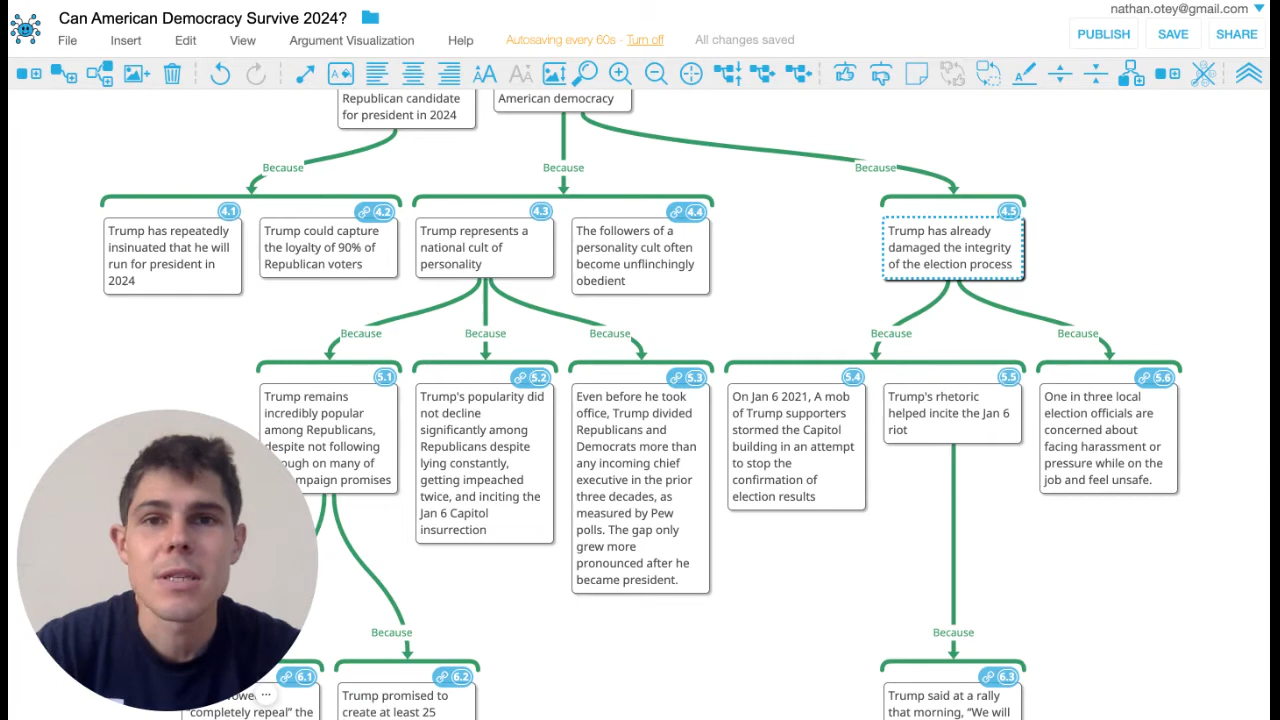 nathan.otey@gmail.com
Can American Democracy Survive 2024?
File Insert Edit View Argument Visualization Help Autosaving every 60s - Turn off All changes saved
PUBLISH SAVE SHARE
Republican candidate
for president in 2024
American democracy
Because
Because
Because
4.1
Trump has repeatedly
insinuated that he will
run for president in
2024
4.2
Trump could capture
the loyalty of 90% of
Republican voters
4.3
Trump represents a
national cult of
personality
4.4
The followers of a
personality cult often
become unflinchingly
obedient
4.5
Trump has already
damaged the integrity
of the election process
Because
Because
Because
Because
Because
5.1
Trump remains
incredibly popular
among Republicans,
despite not following
on many of
promises
5.2
Trump's popularity did
not decline
significantly among
Republicans despite
lying constantly,
getting impeached
twice, and inciting the
Jan 6 Capitol
insurrection
5.3
Even before he took
office, Trump divided
Republicans and
Democrats more than
any incoming chief
executive in the prior
three decades, as
measured by Pew
polls. The gap only
grew more
pronounced after he
became president.
5.4
On Jan 6 2021, A mob
of Trump supporters
stormed the Capitol
building in an attempt
to stop the
confirmation of
election results
5.5
Trump's rhetoric
helped incite the Jan 6
riot
5.6
One in three local
election officials are
concerned about
facing harassment or
pressure while on the
job and feel unsafe.
Because
Because
6.1
"completely repeal" the
6.2
Trump promised to
create at least 25
6.3
Trump said at a rally
that morning, "We will